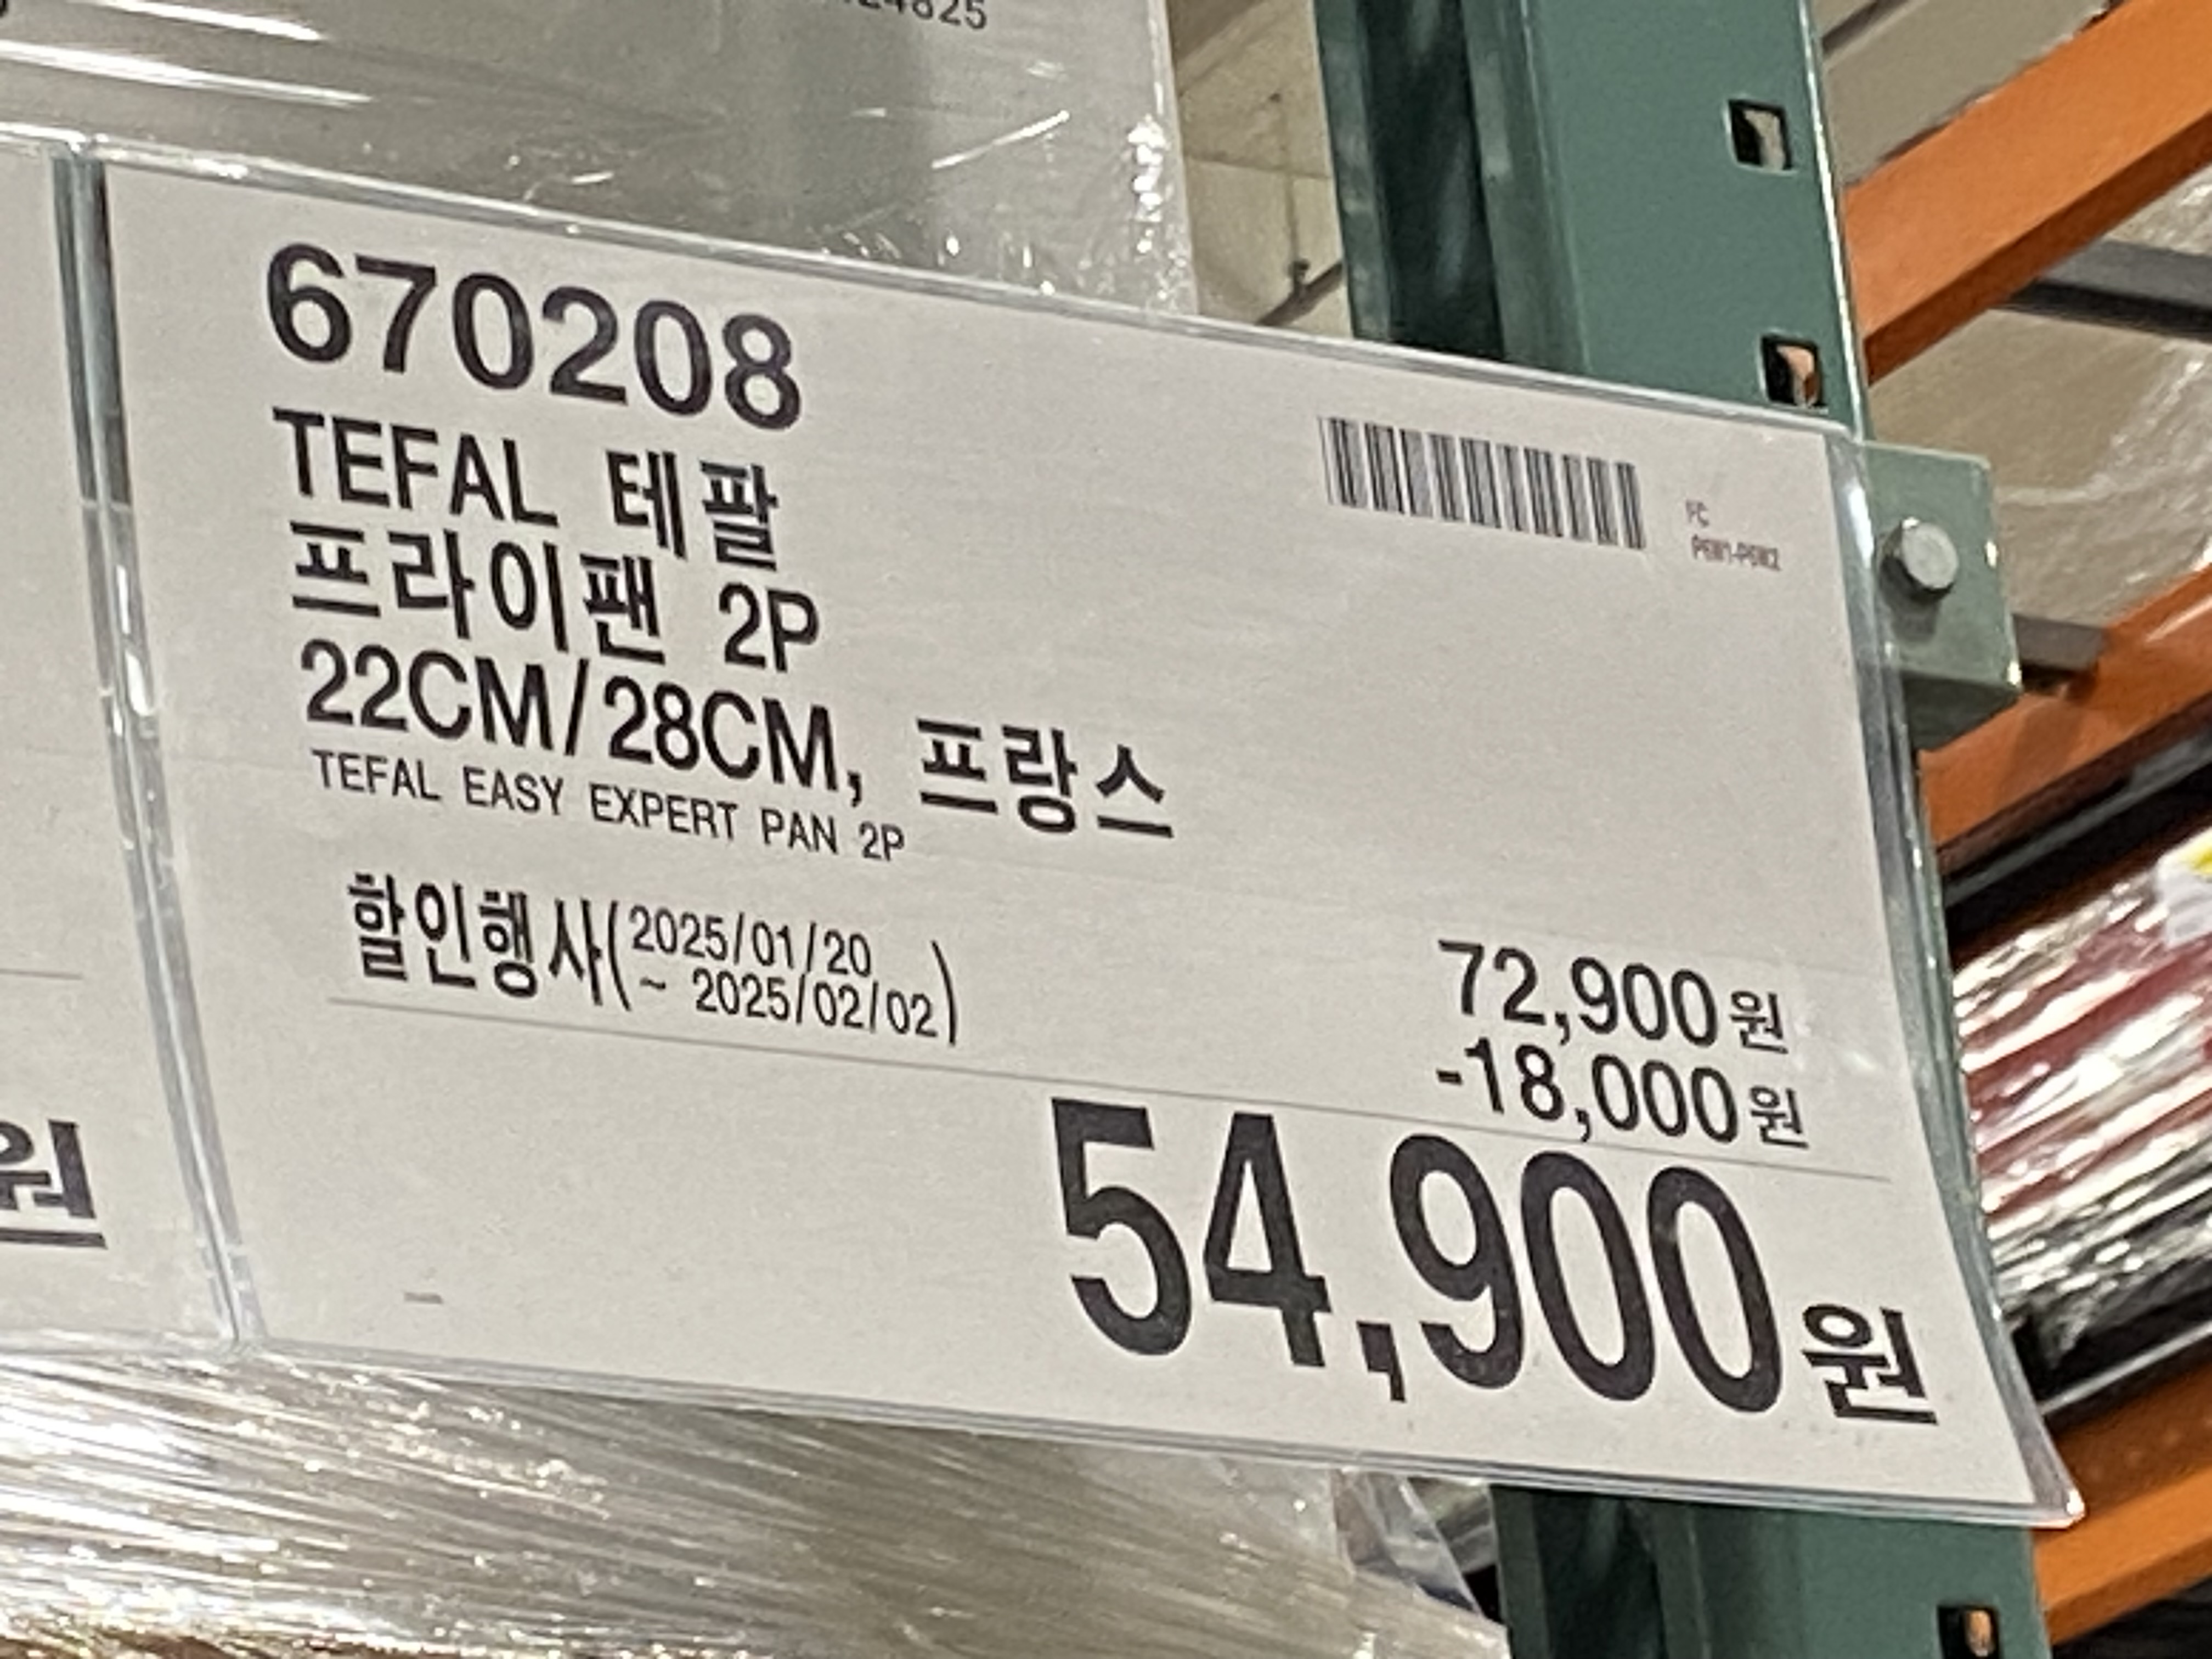 670208
TEFAL 테팔
프라이팬 2P
22CM/28CM, 프랑스
TEFAL EASY EXPERT PAN 2P
할인행사(2025/01/20
~ 2025/02/02)
72,900원
-18,000원
54,900원
원